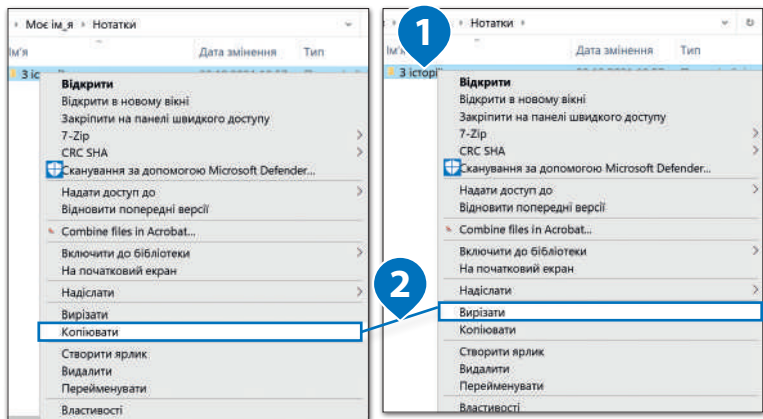 › Моє ім_я › Нотатки
Ім'я Дата змінення Тип
З іс
Відкрити
Відкрити в новому вікні
Закріпити на панелі швидкого доступу
7-Zip
CRC SHA
Сканування за допомогою Microsoft Defender...
Надати доступ до
Відновити попередні версії
Combine files in Acrobat...
Включити до бібліотеки
На початковий екран
Надіслати
Вирізати
Копіювати
Створити ярлик
Видалити
Перейменувати
Властивості
1
› Нотатки ›
Ім'я Дата змінення Тип
З історії
Відкрити
Відкрити в новому вікні
Закріпити на панелі швидкого доступу
7-Zip
CRC SHA
Сканування за допомогою Microsoft Defender...
Надати доступ до
Відновити попередні версії
Combine files in Acrobat...
Включити до бібліотеки
На початковий екран
Надіслати
2
Вирізати
Копіювати
Створити ярлик
Видалити
Перейменувати
Властивості